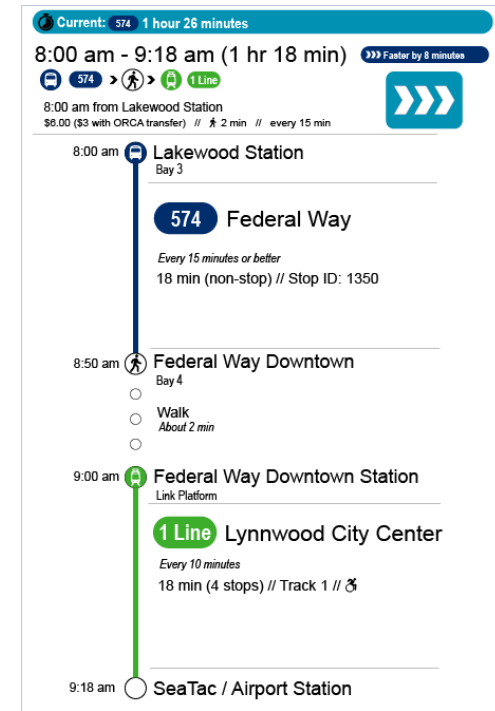 Current: 574 1 hour 26 minutes
8:00 am - 9:18 am (1 hr 18 min) Faster by 8 minutes
574 > > 1 Line
8:00 am from Lakewood Station
$6.00 ($3 with ORCA transfer) // 2 min // every 15 min
8:00 am Lakewood Station
Bay 3
574 Federal Way
Every 15 minutes or better
18 min (non-stop) // Stop ID: 1350
8:50 am Federal Way Downtown
Bay 4
Walk
About 2 min
9:00 am Federal Way Downtown Station
Link Platform
1 Line Lynnwood City Center
Every 10 minutes
18 min (4 stops) // Track 1 //
9:18 am SeaTac / Airport Station